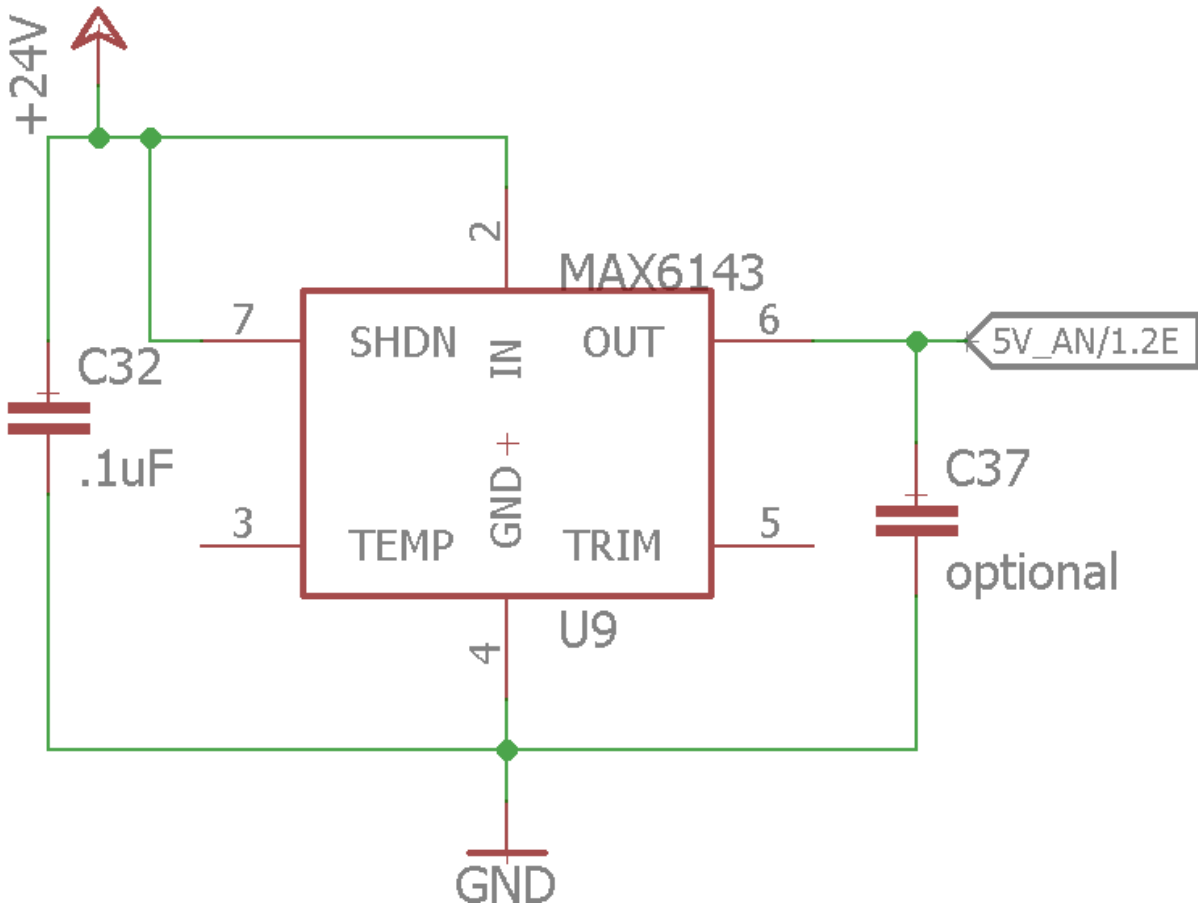 +24V
2
MAX6143
7
SHDN
IN
OUT
6
5V_AN/1.2E
C32
.1uF
GND
C37
3
TEMP
TRIM
5
optional
4
U9
GND